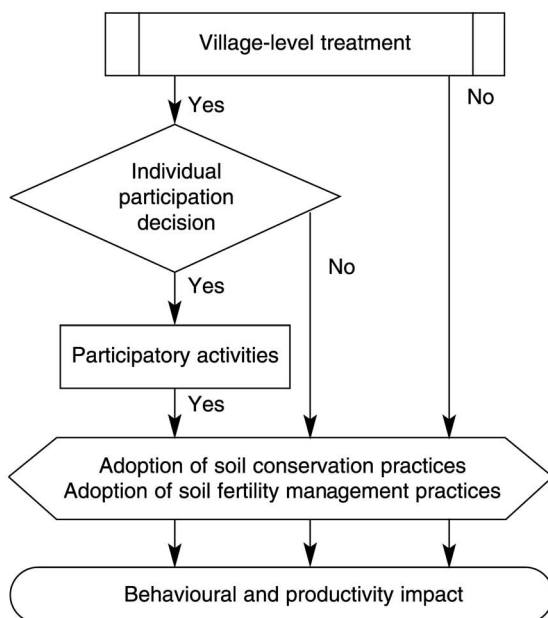 Village-level treatment
Yes
No
Individual
participation
decision
No
Yes
Participatory activities
Yes
Adoption of soil conservation practices
Adoption of soil fertility management practices
Behavioural and productivity impact